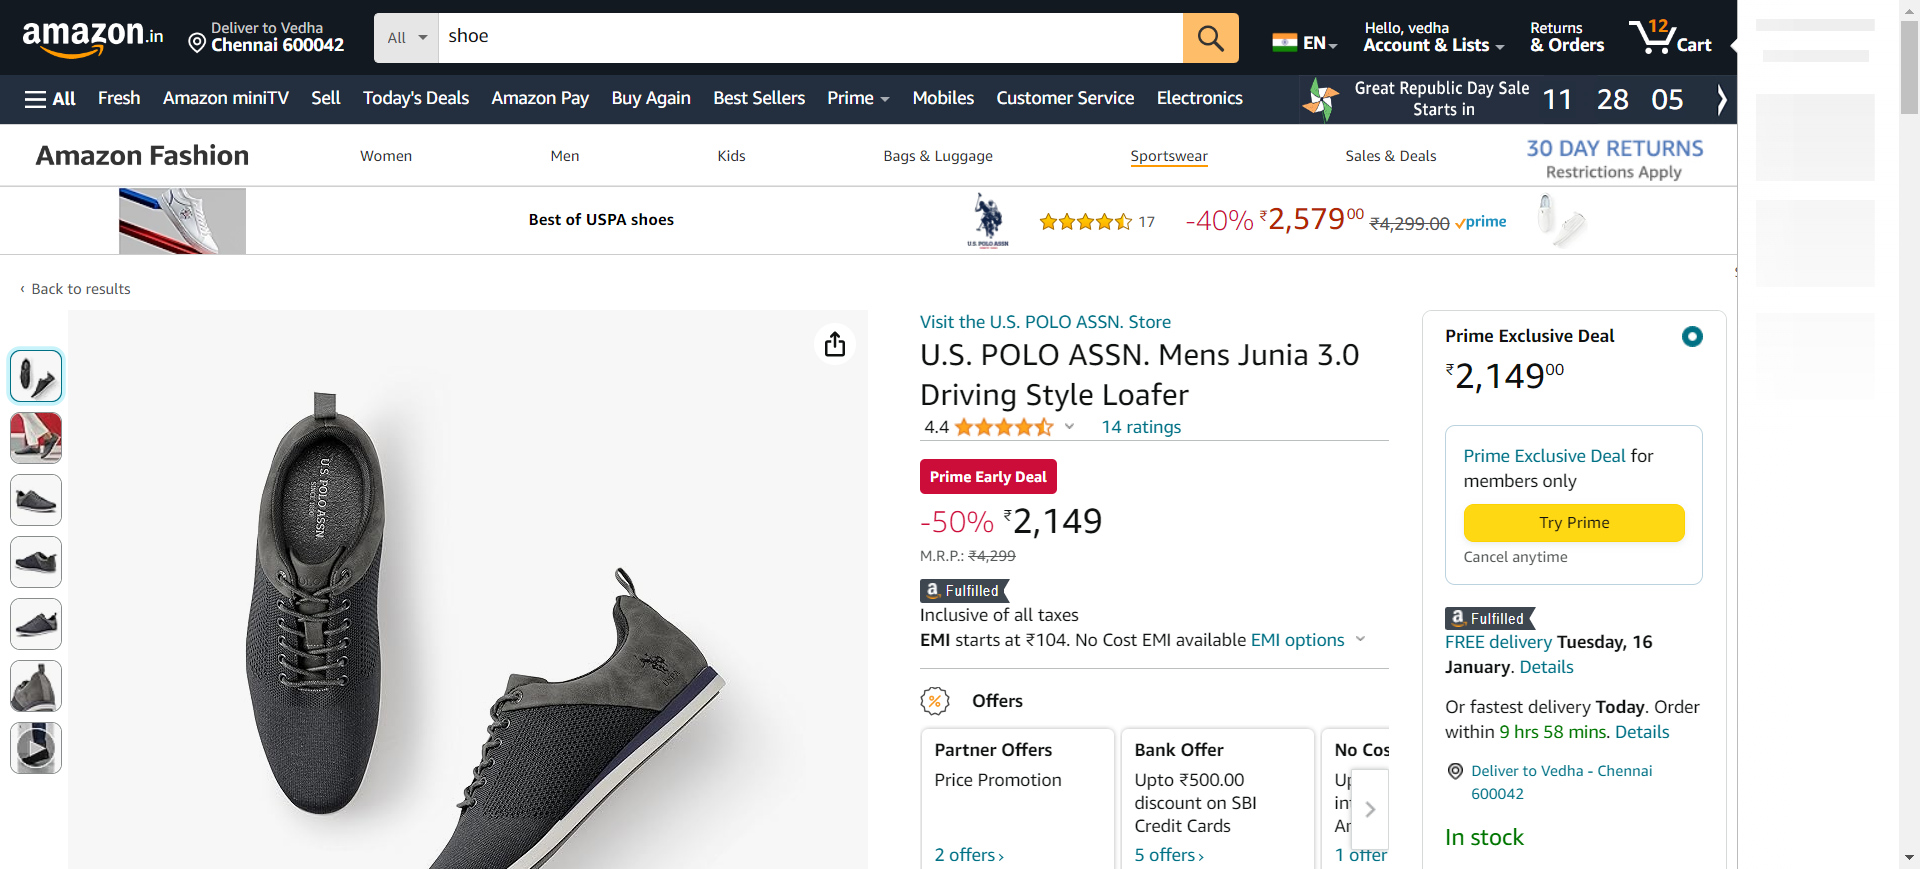 amazon.in
Deliver to Vedha
Chennai 600042
All
shoe
EN
Hello, vedha
Account & Lists
Returns
& Orders
12
Cart
All
Fresh
Amazon miniTV
Sell
Today's Deals
Amazon Pay
Buy Again
Best Sellers
Prime
Mobiles
Customer Service
Electronics
Great Republic Day Sale
Starts in
11 28 05
Amazon Fashion
Women
Men
Kids
Bags & Luggage
Sportswear
Sales & Deals
30 DAY RETURNS
Restrictions Apply
Best of USPA shoes
U.S. POLO ASSN
17
-40% ₹2,57900 ₹4,299.00 prime
‹ Back to results
U.S. POLO ASSN.
Visit the U.S. POLO ASSN. Store
U.S. POLO ASSN. Mens Junia 3.0
Driving Style Loafer
4.4
14 ratings
Prime Early Deal
-50% ₹2,149
M.R.P.: ₹4,299
a Fulfilled
Inclusive of all taxes
EMI starts at ₹104. No Cost EMI available EMI options
Offers
Partner Offers
Price Promotion
2 offers›
Bank Offer
Upto ₹500.00
discount on SBI
Credit Cards
5 offers›
No Cos
1 offer
Prime Exclusive Deal
₹2,14900
Prime Exclusive Deal for
members only
Try Prime
Cancel anytime
a Fulfilled
FREE delivery Tuesday, 16
January. Details
Or fastest delivery Today. Order
within 9 hrs 58 mins. Details
Deliver to Vedha - Chennai
600042
In stock